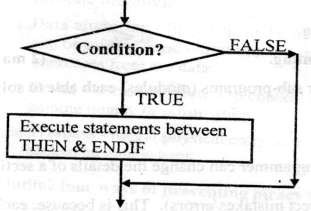 Condition?
FALSE
TRUE
Execute statements between
THEN & ENDIF